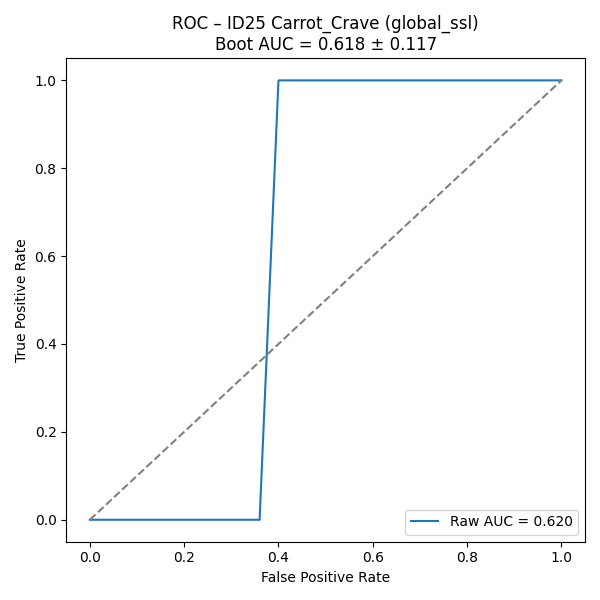 ROC – ID25 Carrot_Crave (global_ssl)
Boot AUC = 0.618 ± 0.117
True Positive Rate
1.0
0.8
0.6
0.4
0.2
0.0
Raw AUC = 0.620
0.0 0.2 0.4 0.6 0.8 1.0
False Positive Rate